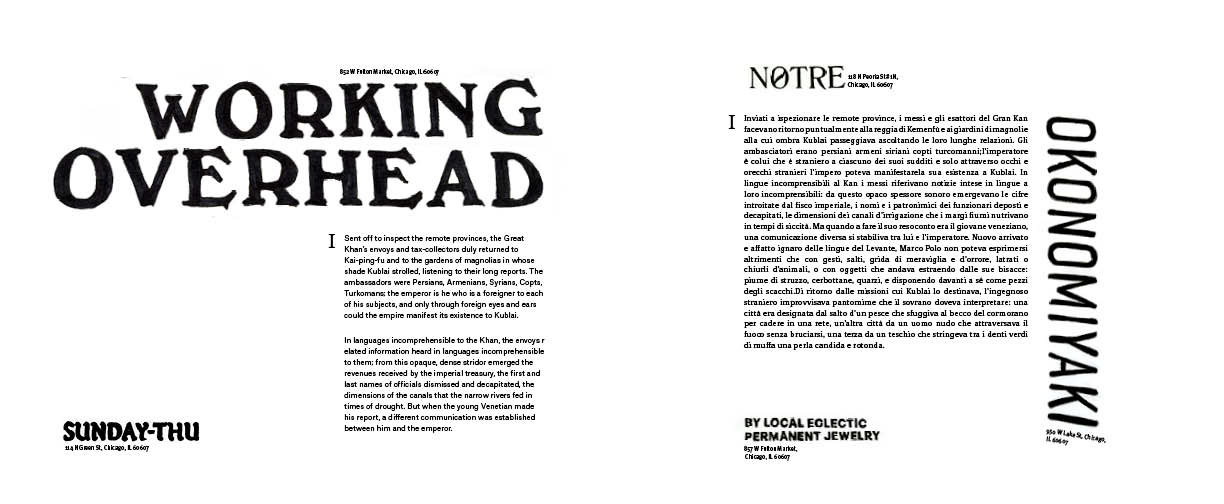 852 W Fulton Market, Chicago, IL 60607
WORKING
OVERHEAD
I
Sent off to inspect the remote provinces, the Great
Khan's envoys and tax-collectors duly returned to
Kai-ping-fu and to the gardens of magnolias in whose
shade Kublai strolled, listening to their long reports. The
ambassadors were Persians, Armenians, Syrians, Copts,
Turkomans; the emperor is he who is a foreigner to each
of his subjects, and only through foreign eyes and ears
could the empire manifest its existence to Kublai.
In languages incomprehensible to the Khan, the envoys r
elated information heard in languages incomprehensible
to them; from this opaque, dense stridor emerged the
revenues received by the imperial treasury, the first and
last names of officials dismissed and decapitated, the
dimensions of the canals that the narrow rivers fed in
times of drought. But when the young Venetian made
his report, a different communication was established
between him and the emperor.
SUNDAY-THU
114 N Green St, Chicago, IL 60607
NOTRE
118 N Peoria St #1N,
Chicago, IL 60607
I
Inviati a ispezionare le remote province, i messi e gli esattori del Gran Kan
facevano ritorno puntualmente alla reggia di Kemenfù e ai giardini di magnolie
alla cui ombra Kublai passeggiava ascoltando le loro lunghe relazioni. Gli
ambasciatori erano persiani armeni siriani copti turcomanni;l'imperatore
è colui che è straniero a ciascuno dei suoi sudditi e solo attraverso occhi e
orecchi stranieri l'impero poteva manifestarela sua esistenza a Kublai. In
lingue incomprensibili al Kan i messi riferivano notizie intese in lingue a
loro incomprensibili: da questo opaco spessore sonoro emergevano le cifre
introitate dal fisco imperiale, i nomi e i patronimici dei funzionari deposti e
decapitati, le dimensioni dei canali d'irrigazione che i magri fiumi nutrivano
in tempi di siccità. Ma quando a fare il suo resoconto era il giovane veneziano,
una comunicazione diversa si stabiliva tra lui e l'imperatore. Nuovo arrivato
e affatto ignaro delle lingue del Levante, Marco Polo non poteva esprimersi
altrimenti che con gesti, salti, grida di meraviglia e d'orrore, latrati o
chiurli d'animali, o con oggetti che andava estraendo dalle sue bisacce:
piume di struzzo, cerbottane, quarzi, e disponendo davanti a sé come pezzi
degli scacchi.Di ritorno dalle missioni cui Kublai lo destinava, l'ingegnoso
straniero improvvisava pantomime che il sovrano doveva interpretare: una
città era designata dal salto d'un pesce che sfuggiva al becco del cormorano
per cadere in una rete, un'altra città da un uomo nudo che attraversava il
fuoco senza bruciarsi, una terza da un teschio che stringeva tra i denti verdi
di muffa una perla candida e rotonda.
OKONOMIYAKI
950 W Lake St, Chicago,
IL 60607
BY LOCAL ECLECTIC
PERMANENT JEWELRY
857 W Fulton Market,
Chicago, IL 60607